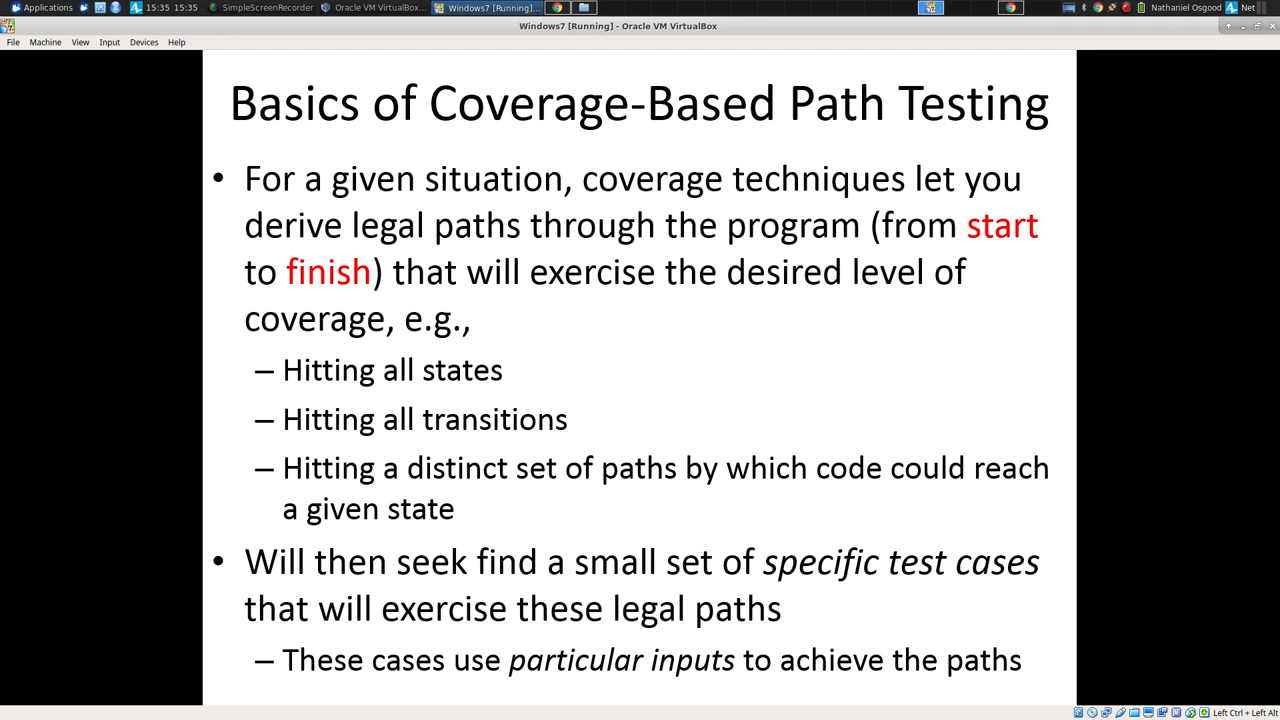 Applications 15:35 15:35 SimpleScreenRecorder Oracle VM VirtualBox... Windows7 [Running]... Nathaniel Osgood Net
Windows7 [Running] - Oracle VM VirtualBox
File Machine View Input Devices Help
Basics of Coverage-Based Path Testing
• For a given situation, coverage techniques let you
derive legal paths through the program (from start
to finish) that will exercise the desired level of
coverage, e.g.,
– Hitting all states
– Hitting all transitions
– Hitting a distinct set of paths by which code could reach
a given state
• Will then seek find a small set of specific test cases
that will exercise these legal paths
– These cases use particular inputs to achieve the paths
Left Ctrl + Left Alt